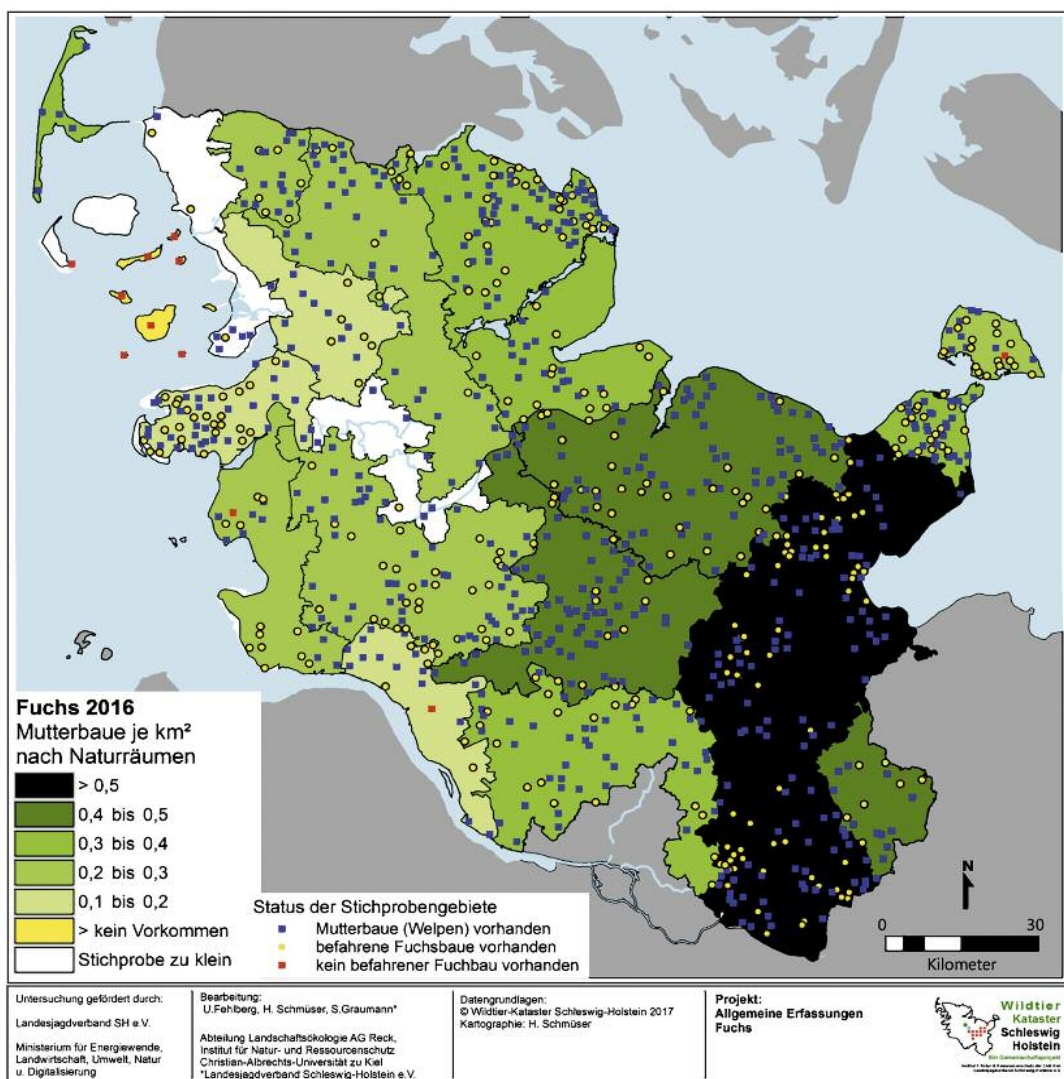 Fuchs 2016
Mutterbaue je km²
nach Naturräumen
> 0,5
0,4 bis 0,5
0,3 bis 0,4
0,2 bis 0,3
0,1 bis 0,2
> kein Vorkommen
Stichprobe zu klein
Status der Stichprobengebiete
Mutterbaue (Welpen) vorhanden
befahrene Fuchsbaue vorhanden
kein befahrener Fuchbau vorhanden
N
0 30
Kilometer
Untersuchung gefördert durch:
Landesjagdverband SH e.V.
Ministerium für Energiewende,
Landwirtschaft, Umwelt, Natur
u. Digitalisierung
Bearbeitung:
U.Fehlberg, H. Schmüser, S.Graumann*
Abteilung Landschaftsökologie AG Reck,
Institut für Natur- und Ressourcenschutz
Christian-Albrechts-Universität zu Kiel
*Landesjagdverband Schleswig-Holstein e.V.
Datengrundlagen:
© Wildtier-Kataster Schleswig-Holstein 2017
Kartographie: H. Schmüser
Projekt:
Allgemeine Erfassungen
Fuchs
Wildtier
Kataster
Schleswig
Holstein
Ein Gemeinschaftsprojekt